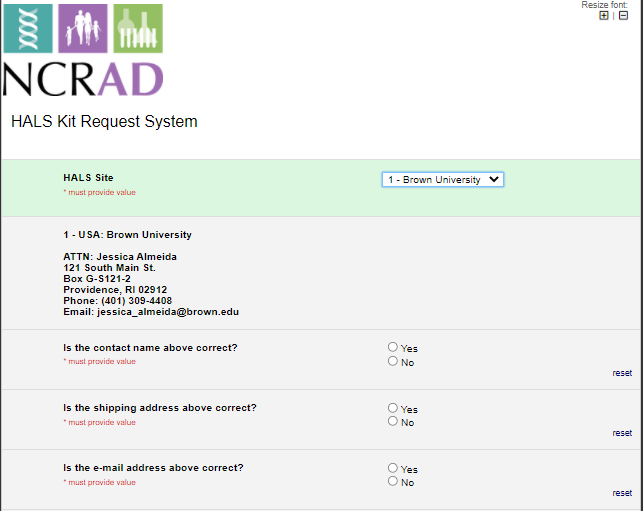 Resize font:
NCRAD
HALS Kit Request System
HALS Site
* must provide value
1 - Brown University
1 - USA: Brown University
ATTN: Jessica Almeida
121 South Main St.
Box G-S121-2
Providence, RI 02912
Phone: (401) 309-4408
Email: jessica_almeida@brown.edu
Is the contact name above correct?
* must provide value
Yes
No
reset
Is the shipping address above correct?
* must provide value
Yes
No
reset
Is the e-mail address above correct?
* must provide value
Yes
No
reset